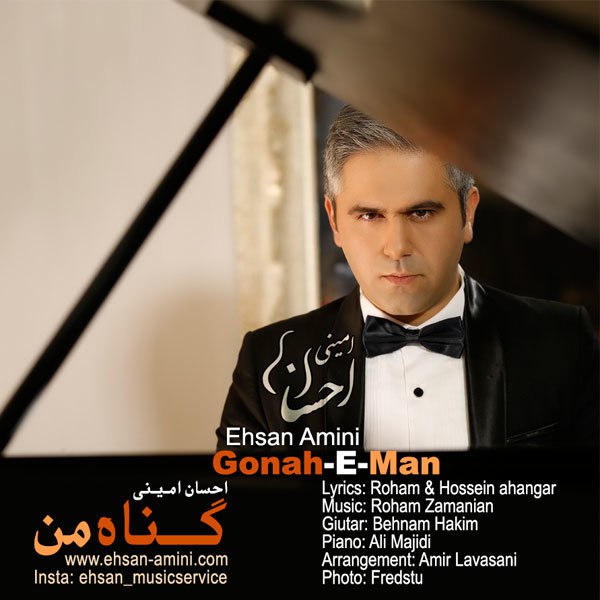 احسان
امینی
Ehsan Amini
Gonah-E-Man
احسان امینی
گناه من
www.ehsan-amini.com
Insta: ehsan_musicservice
Lyrics: Roham & Hossein ahangar
Music: Roham Zamanian
Giutar: Behnam Hakim
Piano: Ali Majidi
Arrangement: Amir Lavasani
Photo: Fredstu